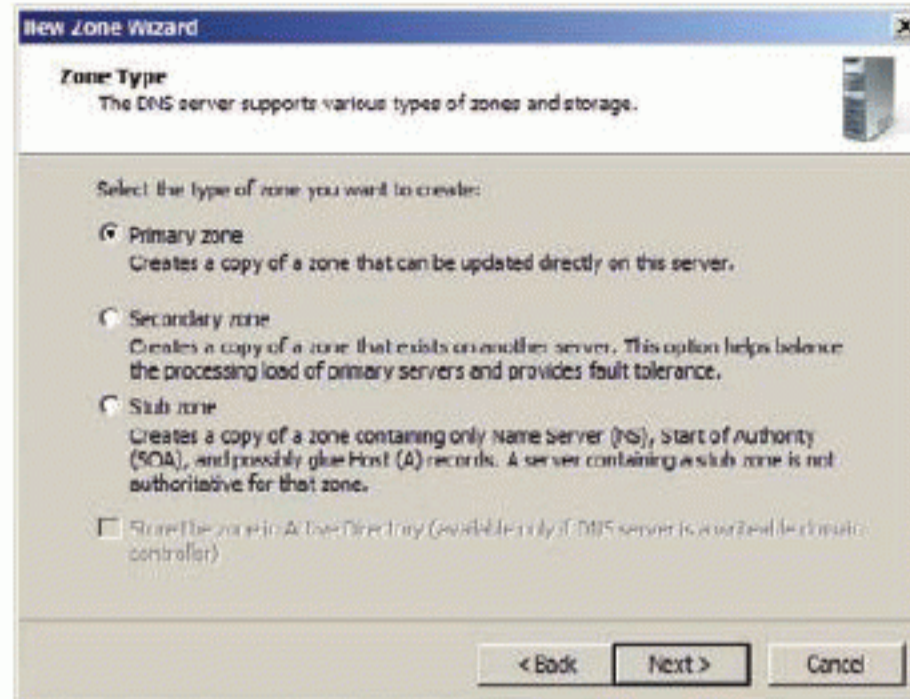 New Zone Wizard
Zone Type
The DNS server supports various types of zones and storage.
Select the type of zone you want to create:
Primary zone
Creates a copy of a zone that can be updated directly on this server.
Secondary zone
Creates a copy of a zone that exists on another server. This option helps balance
the processing load of primary servers and provides fault tolerance.
Stub zone
Creates a copy of a zone containing only Name Server (NS), Start of Authority
(SOA), and possibly glue Host (A) records. A server containing a stub zone is not
authoritative for that zone.
Store the zone in Active Directory (available only if DNS server is a writeable domain
controller)
< Back
Next >
Cancel